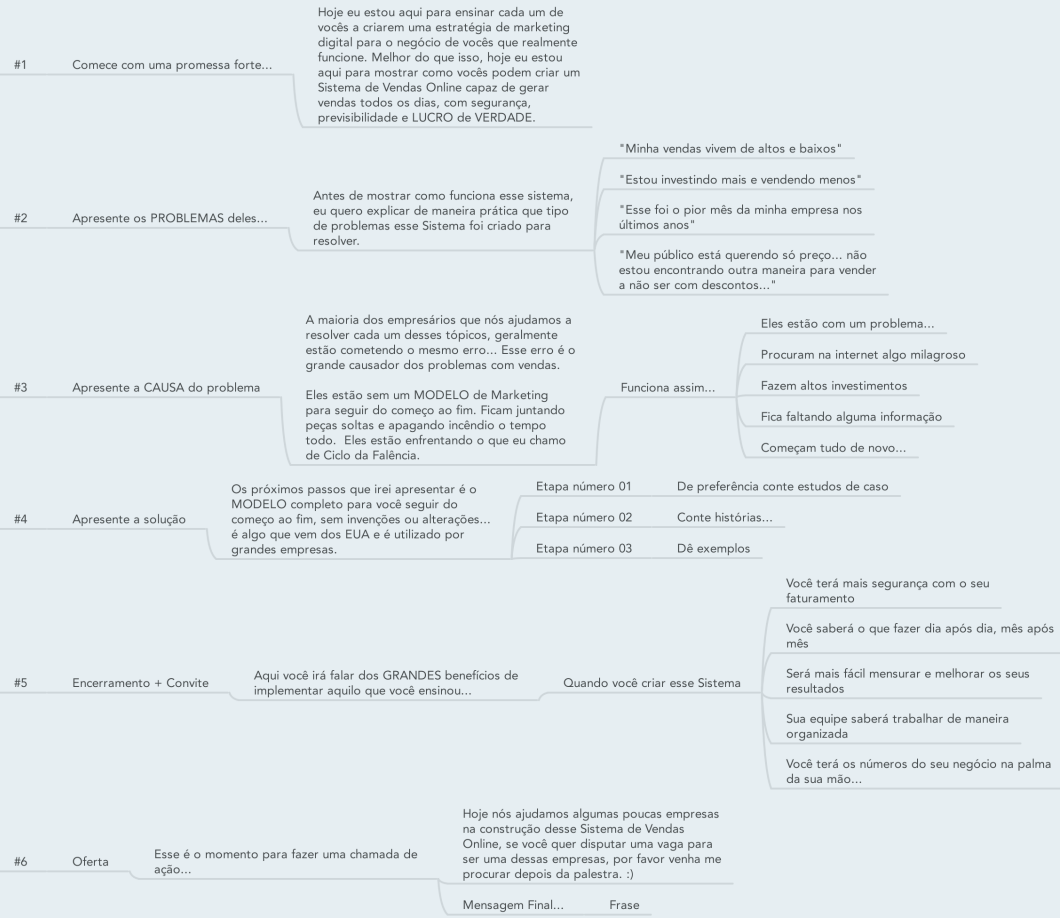 #1
Comece com uma promessa forte...
Hoje eu estou aqui para ensinar cada um de
vocês a criarem uma estratégia de marketing
digital para o negócio de vocês que realmente
funcione. Melhor do que isso, hoje eu estou
aqui para mostrar como vocês podem criar um
Sistema de Vendas Online capaz de gerar
vendas todos os dias, com segurança,
previsibilidade e LUCRO de VERDADE.
#2
Apresente os PROBLEMAS deles...
Antes de mostrar como funciona esse sistema,
eu quero explicar de maneira prática que tipo
de problemas esse Sistema foi criado para
resolver.
"Minha vendas vivem de altos e baixos"
"Estou investindo mais e vendendo menos"
"Esse foi o pior mês da minha empresa nos
últimos anos"
"Meu público está querendo só preço... não
estou encontrando outra maneira para vender
a não ser com descontos..."
#3
Apresente a CAUSA do problema
A maioria dos empresários que nós ajudamos a
resolver cada um desses tópicos, geralmente
estão cometendo o mesmo erro... Esse erro é o
grande causador dos problemas com vendas.
Eles estão sem um MODELO de Marketing
para seguir do começo ao fim. Ficam juntando
peças soltas e apagando incêndio o tempo
todo.  Eles estão enfrentando o que eu chamo
de Ciclo da Falência.
Funciona assim...
Eles estão com um problema...
Procuram na internet algo milagroso
Fazem altos investimentos
Fica faltando alguma informação
Começam tudo de novo...
#4
Apresente a solução
Os próximos passos que irei apresentar é o
MODELO completo para você seguir do
começo ao fim, sem invenções ou alterações...
é algo que vem dos EUA e é utilizado por
grandes empresas.
Etapa número 01
De preferência conte estudos de caso
Etapa número 02
Conte histórias...
Etapa número 03
Dê exemplos
#5
Encerramento + Convite
Aqui você irá falar dos GRANDES benefícios de
implementar aquilo que você ensinou...
Quando você criar esse Sistema
Você terá mais segurança com o seu
faturamento
Você saberá o que fazer dia após dia, mês após
mês
Será mais fácil mensurar e melhorar os seus
resultados
Sua equipe saberá trabalhar de maneira
organizada
Você terá os números do seu negócio na palma
da sua mão...
#6
Oferta
Esse é o momento para fazer uma chamada de
ação...
Hoje nós ajudamos algumas poucas empresas
na construção desse Sistema de Vendas
Online, se você quer disputar uma vaga para
ser uma dessas empresas, por favor venha me
procurar depois da palestra. :)
Mensagem Final...
Frase